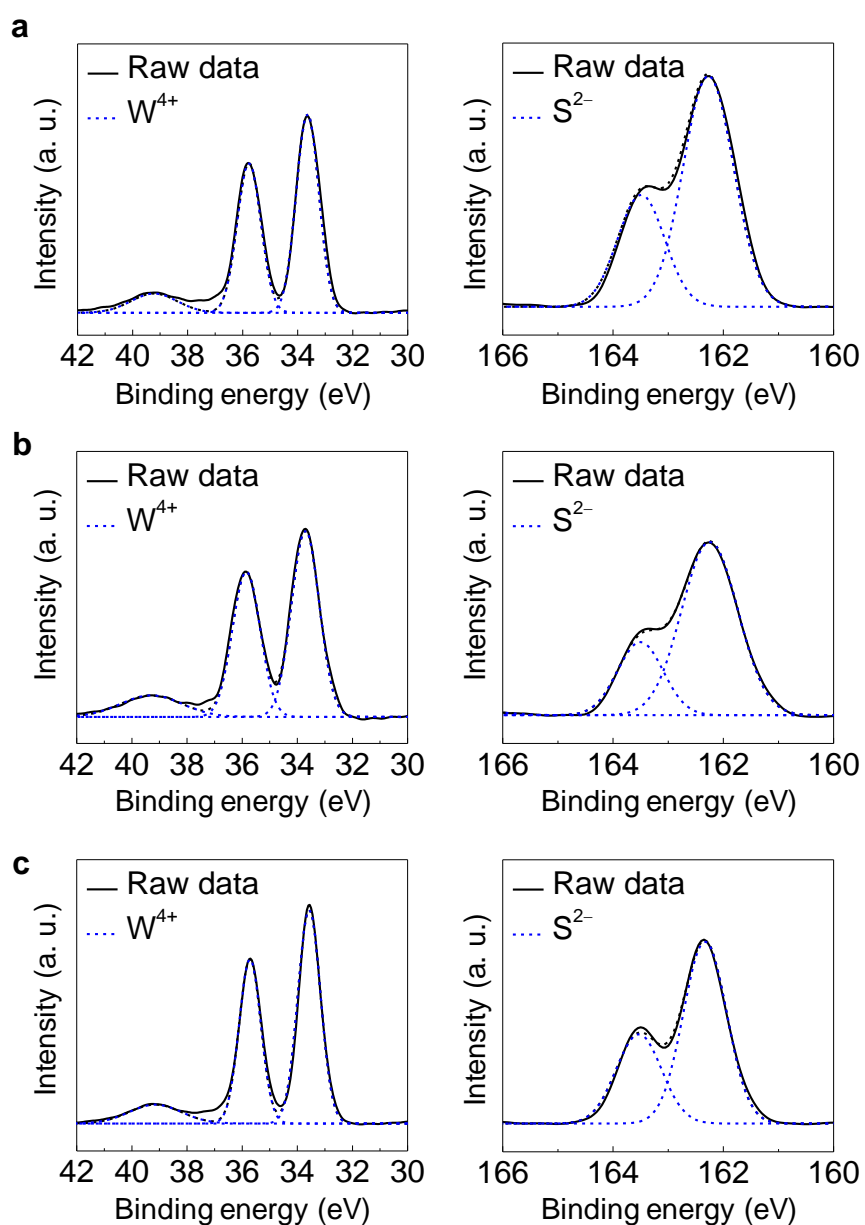 a
Intensity (a. u.)
Raw data
W⁴⁺
42 40 38 36 34 32 30
Binding energy (eV)
Intensity (a. u.)
Raw data
S²⁻
166 164 162 160
Binding energy (eV)
b
Intensity (a. u.)
Raw data
W⁴⁺
42 40 38 36 34 32 30
Binding energy (eV)
Intensity (a. u.)
Raw data
S²⁻
166 164 162 160
Binding energy (eV)
c
Intensity (a. u.)
Raw data
W⁴⁺
42 40 38 36 34 32 30
Binding energy (eV)
Intensity (a. u.)
Raw data
S²⁻
166 164 162 160
Binding energy (eV)